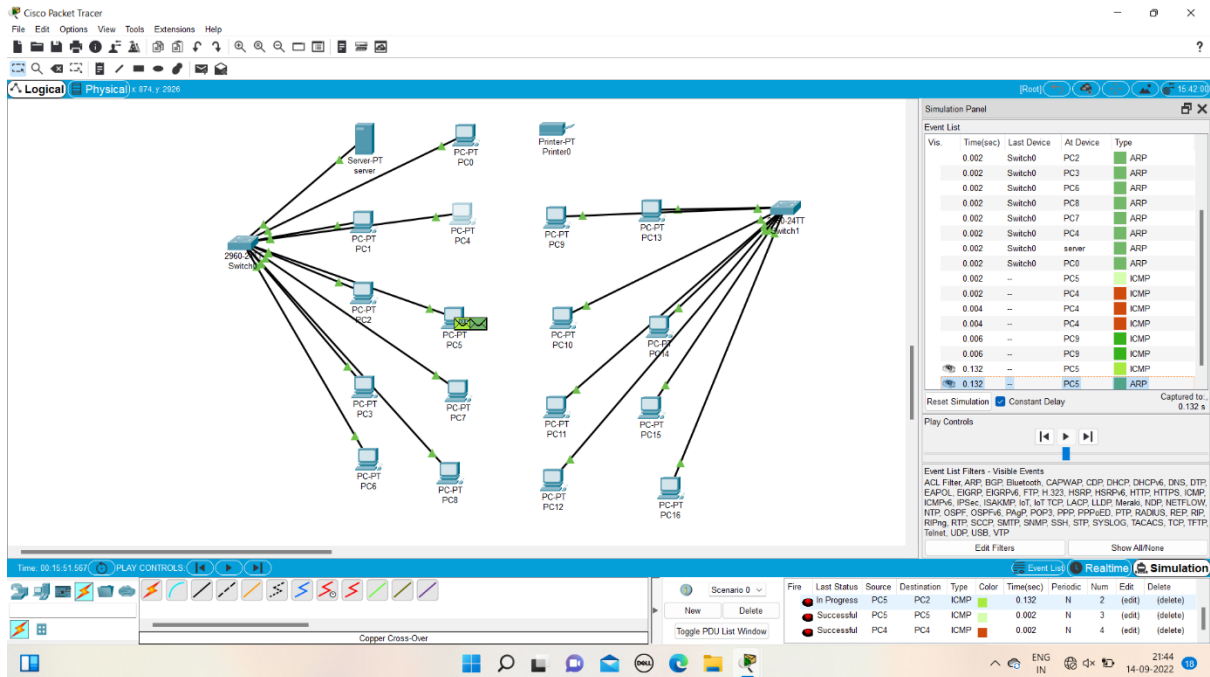 Cisco Packet Tracer
File Edit Options View Tools Extensions Help
?
Logical Physical x: 874, y: 2926 [Root] 15:42:00
Simulation Panel
Event List
Vis. Time(sec) Last Device At Device Type
0.002 Switch0 PC2 ARP
0.002 Switch0 PC3 ARP
0.002 Switch0 PC6 ARP
0.002 Switch0 PC8 ARP
0.002 Switch0 PC7 ARP
0.002 Switch0 PC4 ARP
0.002 Switch0 server ARP
0.002 Switch0 PC0 ARP
0.002 -- PC5 ICMP
0.002 -- PC4 ICMP
0.004 -- PC4 ICMP
0.004 -- PC4 ICMP
0.006 -- PC9 ICMP
0.006 -- PC9 ICMP
0.132 -- PC5 ICMP
0.132 -- PC5 ARP
Reset Simulation Constant Delay Captured to:
0.132 s
Play Controls
Event List Filters - Visible Events
ACL Filter, ARP, BGP, Bluetooth, CAPWAP, CDP, DHCP, DHCPv6, DNS, DTP,
EAPOL, EIGRP, EIGRPv6, FTP, H.323, HSRP, HSRPv6, HTTP, HTTPS, ICMP,
ICMPv6, IPSec, ISAKMP, IoT, IoT TCP, LACP, LLDP, Meraki, NDP, NETFLOW,
NTP, OSPF, OSPFv6, PAgP, POP3, PPP, PPPoED, PTP, RADIUS, REP, RIP,
RIPng, RTP, SCCP, SMTP, SNMP, SSH, STP, SYSLOG, TACACS, TCP, TFTP,
Telnet, UDP, USB, VTP
Edit Filters Show All/None
Server-PT
server
PC-PT
PC0
Printer-PT
Printer0
PC-PT
PC1
PC-PT
PC4
PC-PT
PC9
PC-PT
PC13
-24TT
witch1
2960-2
Switch
PC-PT
PC2
PC-PT
PC5
PC-PT
PC10
PC-PT
PC14
PC-PT
PC3
PC-PT
PC7
PC-PT
PC11
PC-PT
PC15
PC-PT
PC6
PC-PT
PC8
PC-PT
PC12
PC-PT
PC16
Time: 00:15:51.567 PLAY CONTROLS: Event List Realtime Simulation
Copper Cross-Over
Scenario 0
New Delete
Toggle PDU List Window
Fire Last Status Source Destination Type Color Time(sec) Periodic Num Edit Delete
In Progress PC5 PC2 ICMP 0.132 N 2 (edit) (delete)
Successful PC5 PC5 ICMP 0.002 N 3 (edit) (delete)
Successful PC4 PC4 ICMP 0.002 N 4 (edit) (delete)
DELL
ENG
IN
21:44
14-09-2022
18